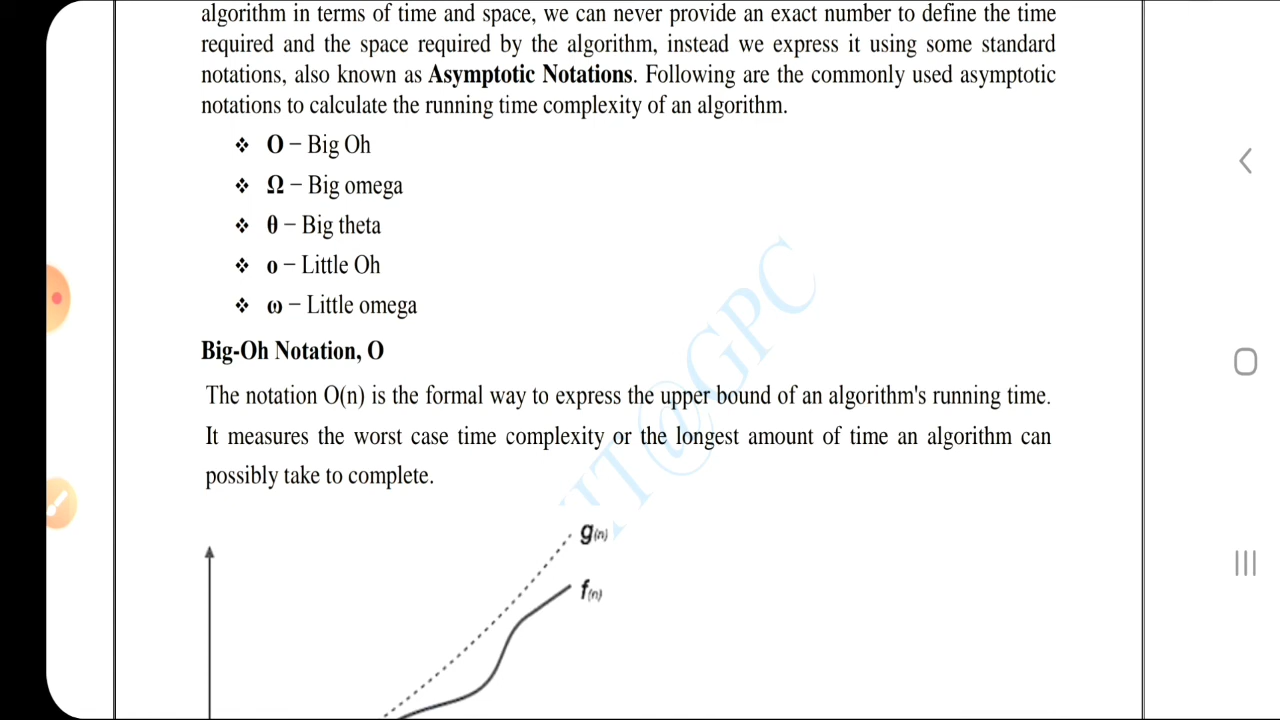 algorithm in terms of time and space, we can never provide an exact number to define the time
required and the space required by the algorithm, instead we express it using some standard
notations, also known as Asymptotic Notations. Following are the commonly used asymptotic
notations to calculate the running time complexity of an algorithm.
❖ O − Big Oh
❖ Ω − Big omega
❖ θ − Big theta
❖ o − Little Oh
❖ ω − Little omega
Big-Oh Notation, O
The notation O(n) is the formal way to express the upper bound of an algorithm's running time.
It measures the worst case time complexity or the longest amount of time an algorithm can
possibly take to complete.
g(n)
f(n)
IT@GPC